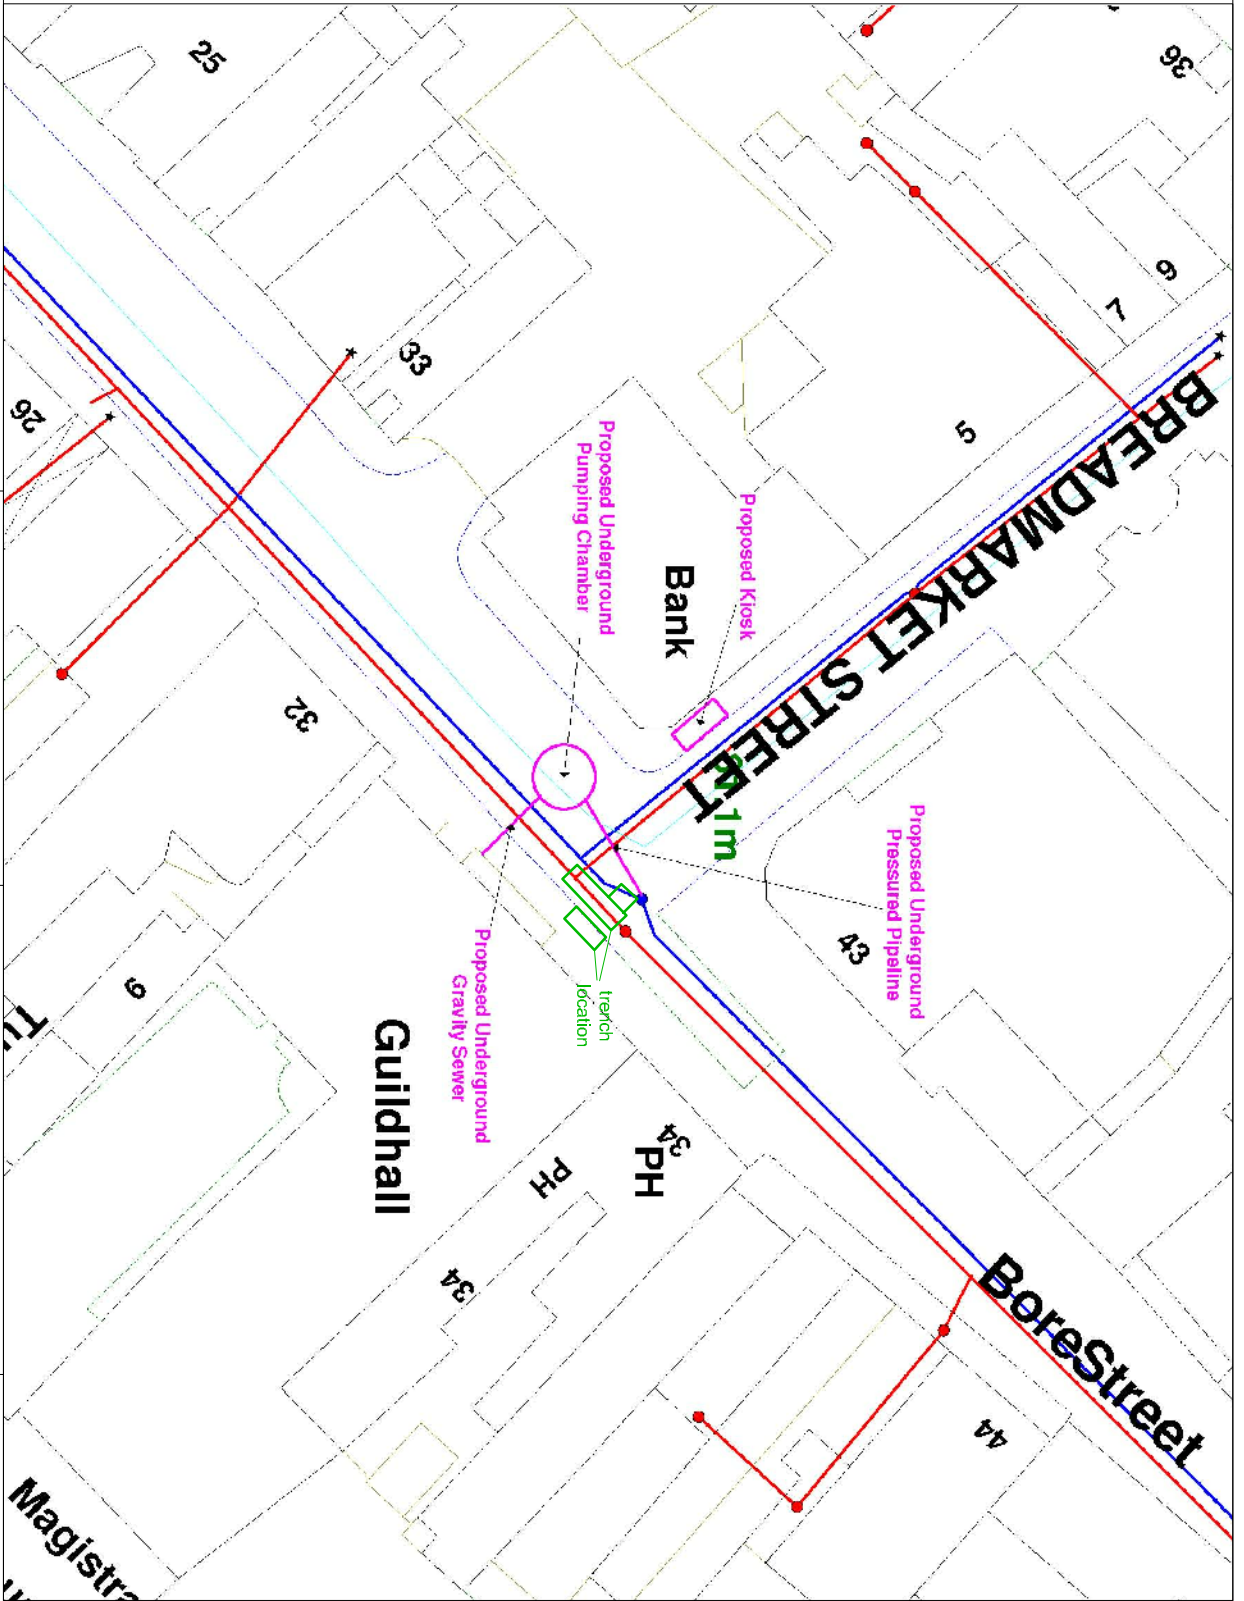 25
36
33
9
7
26
5
BREADMARKET STREET
Proposed Underground
Pumping Chamber
Proposed Kiosk
Bank
32
1m
Proposed Underground
Pressured Pipeline
43
Proposed Underground
Gravity Sewer
trench
location
9
Guildhall
34
PH
PH
34
BoreStreet
44
Magistra